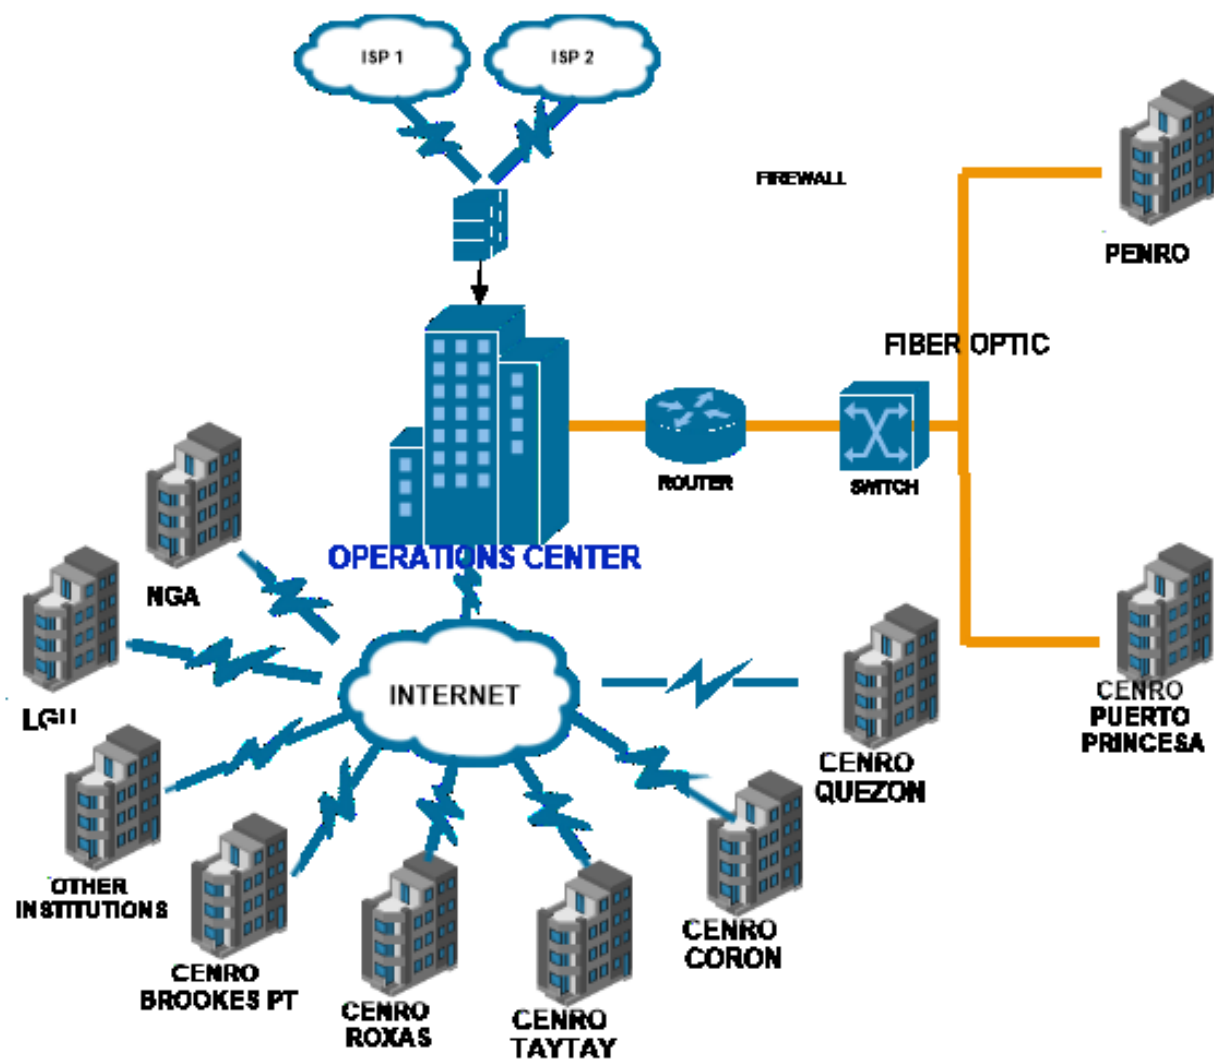 ISP 1
ISP 2
FIREWALL
PENRO
FIBER OPTIC
ROUTER
SWITCH
OPERATIONS CENTER
NGA
LGU
INTERNET
CENRO
PUERTO
PRINCESA
CENRO
QUEZON
OTHER
INSTITUTIONS
CENRO
CORON
CENRO
BROOKES PT
CENRO
ROXAS
CENRO
TAYTAY